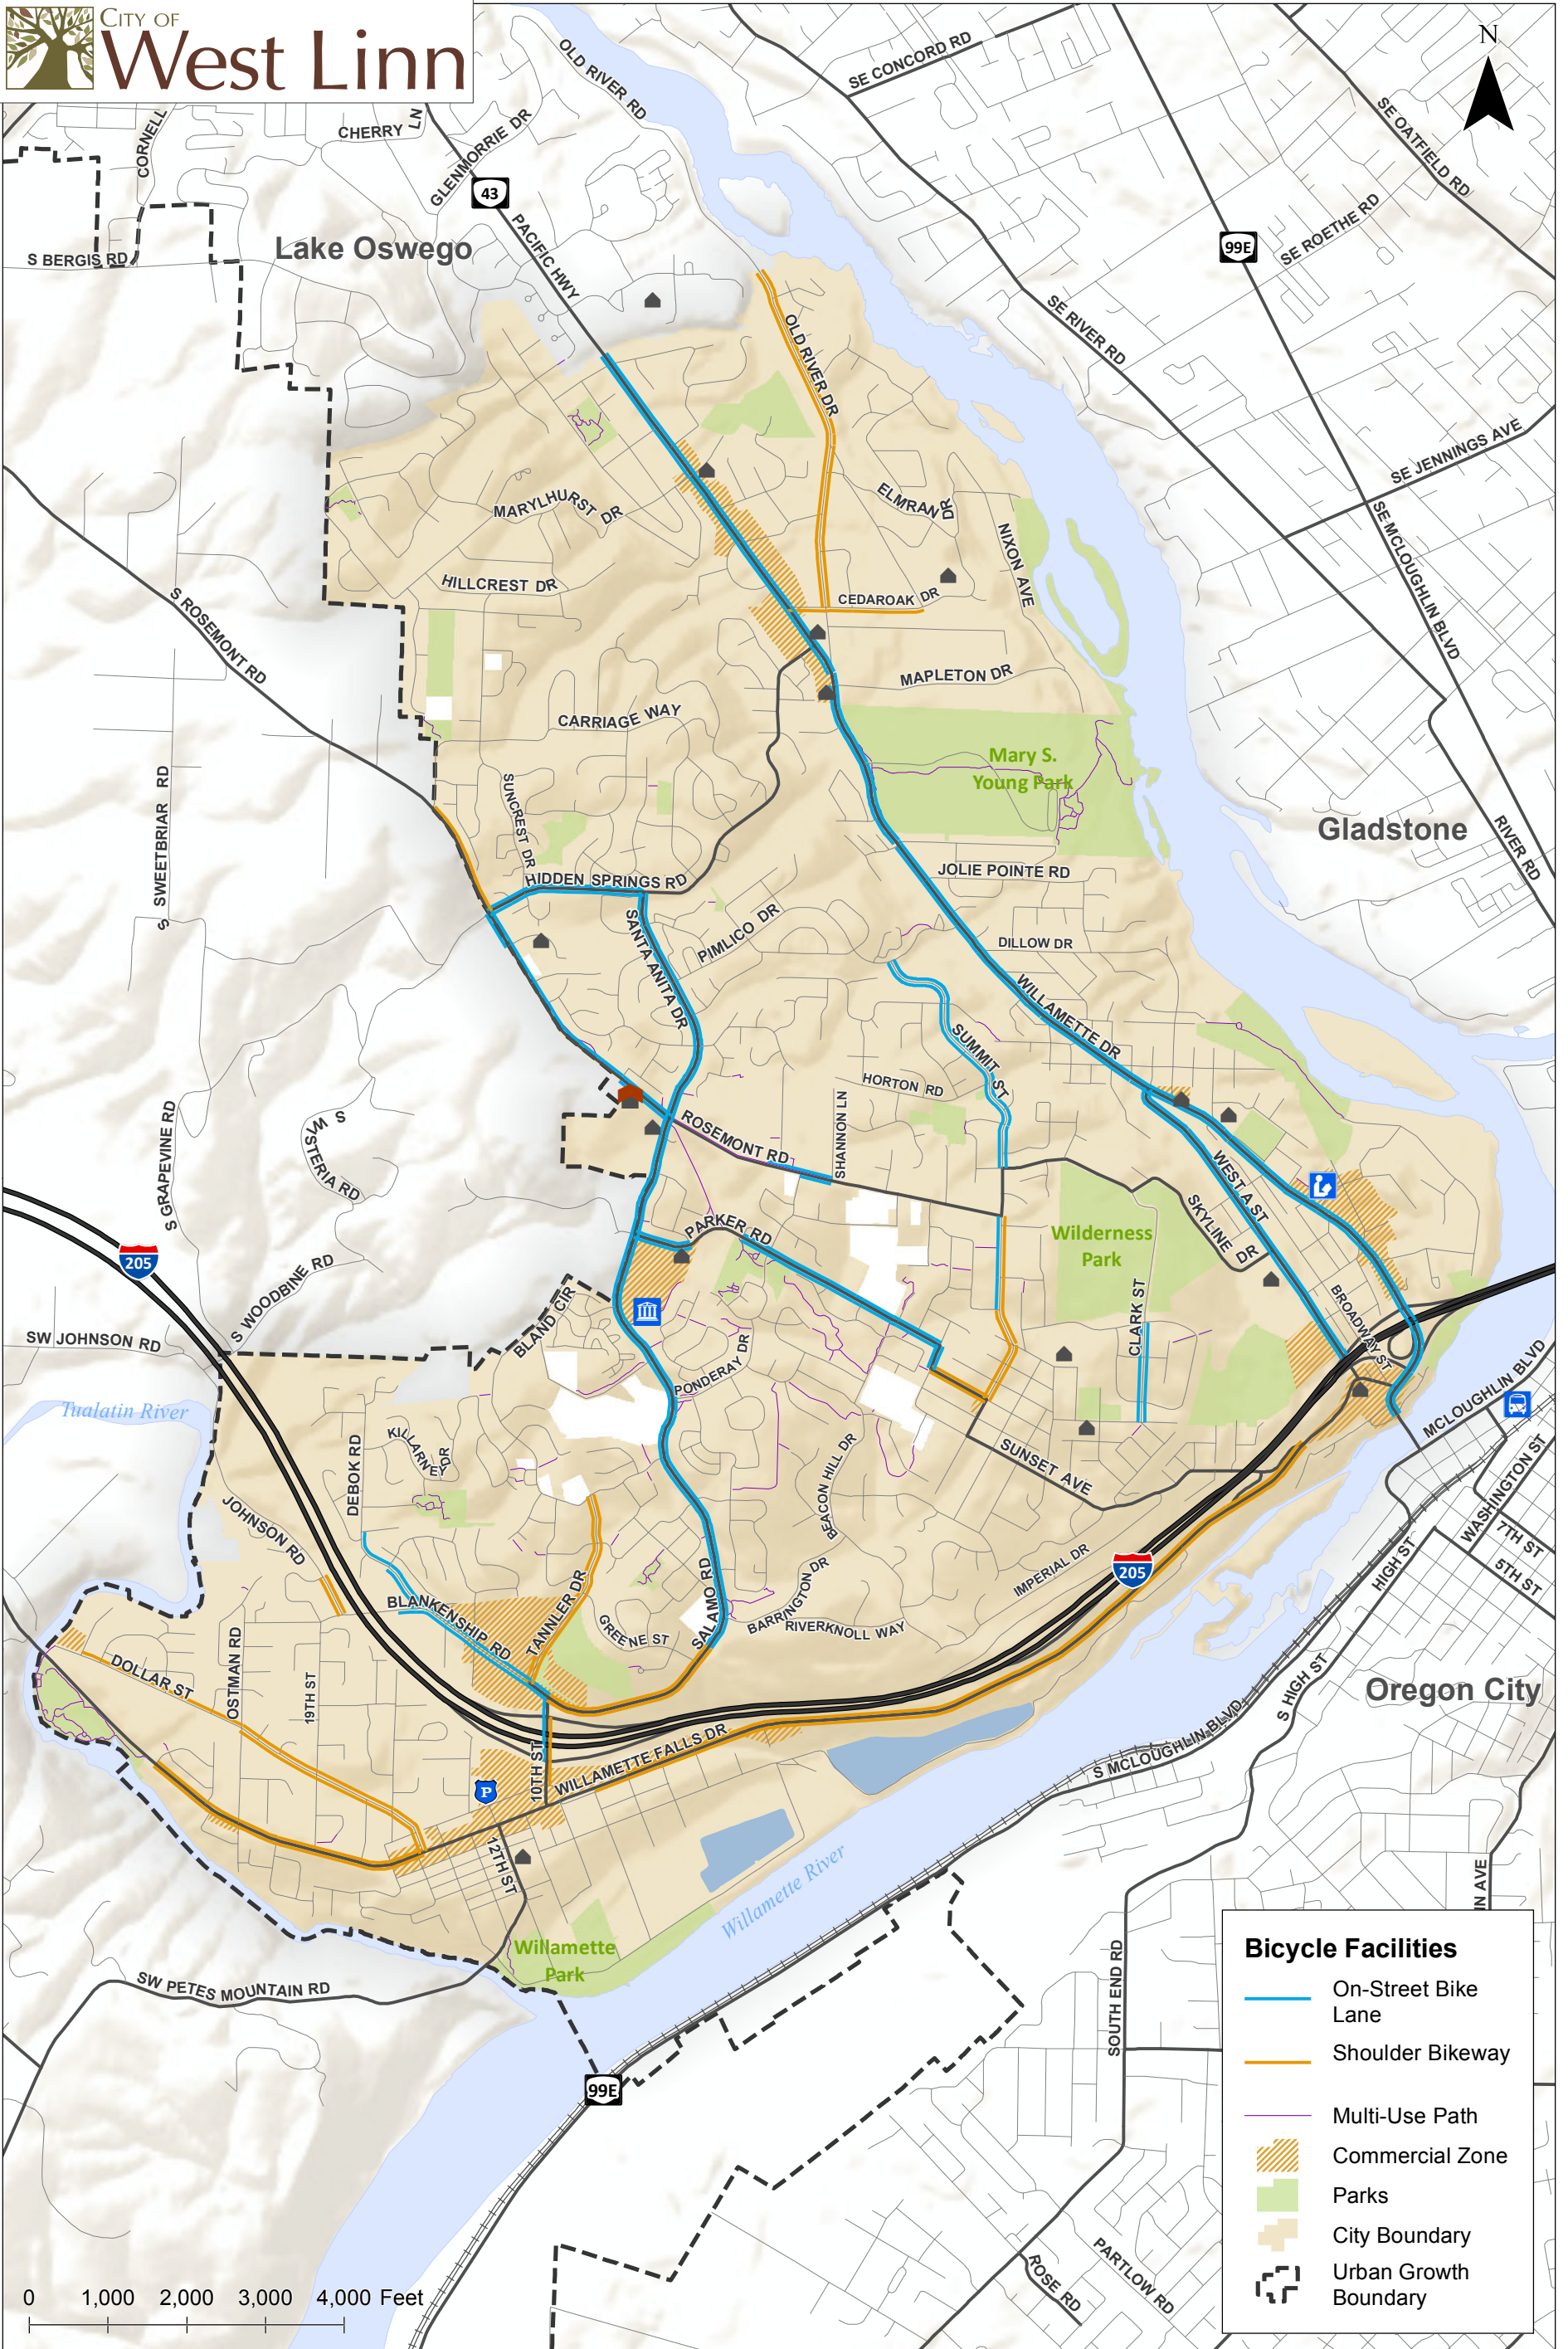 CITY OF
West Linn
N
OLD RIVER RD
SE CONCORD RD
SE OATFIELD RD
CORNELL
CHERRY LN
GLENMORRIE DR
43
PACIFIC HWY
Lake Oswego
S BERGIS RD
99E
SE ROETHE RD
SE RIVER RD
OLD RIVER DR
SE JENNINGS AVE
SE MCLOUGHLIN BLVD
MARYLHURST DR
ELMRAN DR
NIXON AVE
HILLCREST DR
CEDAROAK DR
S ROSEMONT RD
MAPLETON DR
CARRIAGE WAY
Mary S.
Young Park
S SWEETBRIAR RD
SUNCREST DR
Gladstone
RIVER RD
HIDDEN SPRINGS RD
JOLIE POINTE RD
SANTA ANITA DR
PIMLICO DR
DILLOW DR
WILLAMETTE DR
SUMMIT ST
HORTON RD
SHANNON LN
ROSEMONT RD
S GRAPEVINE RD
S WISTERIA RD
WEST A ST
SKYLINE DR
PARKER RD
Wilderness
Park
205
S WOODBINE RD
SW JOHNSON RD
BLAND CIR
CLARK ST
BROADWAY ST
PONDERAY DR
MCLOUGHLIN BLVD
Tualatin River
KILLARNEY DR
DEBOK RD
BEACON HILL DR
SUNSET AVE
WASHINGTON ST
7TH ST
5TH ST
HIGH ST
JOHNSON RD
IMPERIAL DR
205
BLANKENSHIP RD
TANNLER DR
GREENE ST
SALAMO RD
BARRINGTON DR
RIVERKNOLL WAY
DOLLAR ST
OSTMAN RD
19TH ST
Oregon City
S HIGH ST
S MCLOUGHLIN BLVD
10TH ST
WILLAMETTE FALLS DR
P
12TH ST
Willamette River
Willamette
Park
SW PETES MOUNTAIN RD
99E
SOUTH END RD
AVE
ROSE RD
PARTLOW RD
Bicycle Facilities
On-Street Bike
Lane
Shoulder Bikeway
Multi-Use Path
Commercial Zone
Parks
City Boundary
Urban Growth
Boundary
0 1,000 2,000 3,000 4,000 Feet